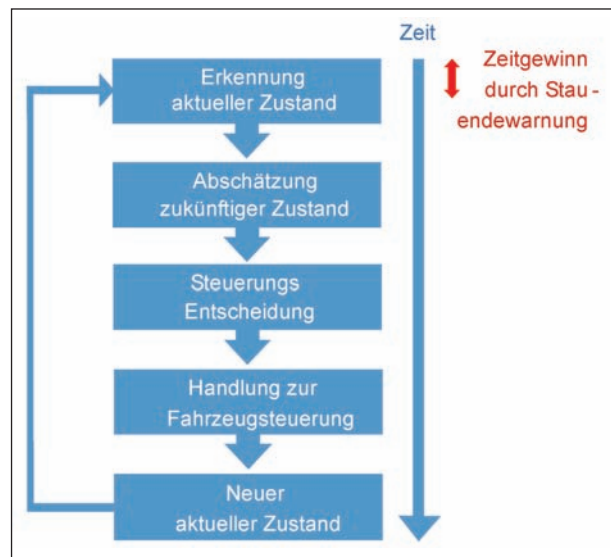 Zeit
Zeitgewinn
durch Stau -
endewarnung
Erkennung
aktueller Zustand
Abschätzung
zukünftiger Zustand
Steuerungs
Entscheidung
Handlung zur
Fahrzeugsteuerung
Neuer
aktueller Zustand